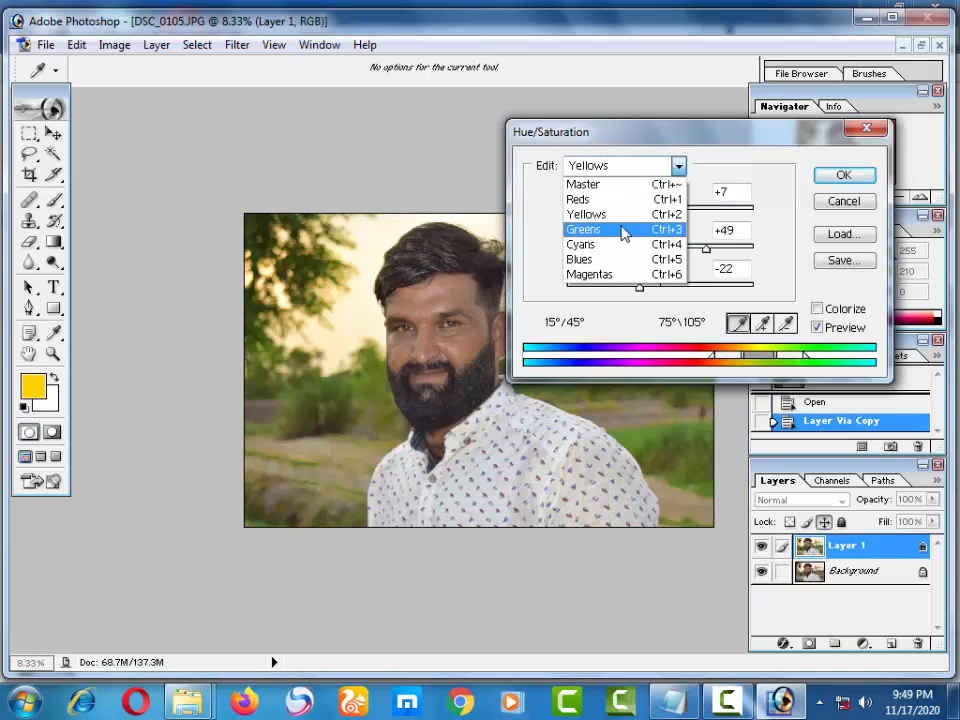 Adobe Photoshop - [DSC_0105.JPG @ 8.33% (Layer 1, RGB)]
File Edit Image Layer Select Filter View Window Help
No options for the current tool.
File Browser Brushes
Navigator Info
Hue/Saturation
Edit: Yellows
Master Ctrl+~
Reds Ctrl+1
Yellows Ctrl+2
Greens Ctrl+3
Cyans Ctrl+4
Blues Ctrl+5
Magentas Ctrl+6
+7
+49
-22
OK
Cancel
Load...
Save...
Colorize
Preview
15°/45° 75°\105°
255
210
0
Open
Layer Via Copy
Layers Channels Paths
Normal Opacity: 100%
Lock: Fill: 100%
Layer 1
Background
8.33% Doc: 68.7M/137.3M
9:49 PM
11/17/2020